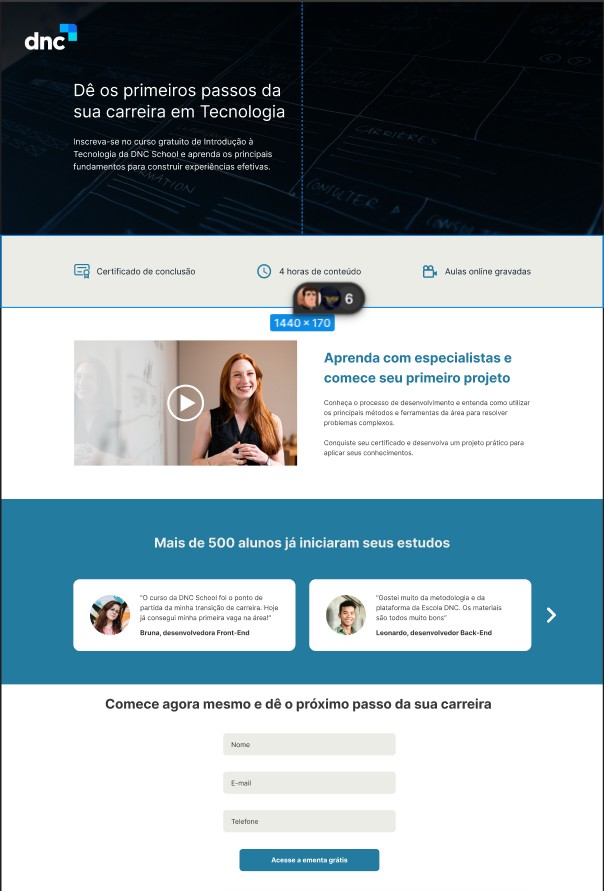 dnc
Dê os primeiros passos da
sua carreira em Tecnologia
Inscreva-se no curso gratuito de Introdução à
Tecnologia da DNC School e aprenda os principais
fundamentos para construir experiências efetivas.
CARRIÈRES
CONSULTER
Certificado de conclusão
4 horas de conteúdo
Aulas online gravadas
6
1440 × 170
Aprenda com especialistas e
comece seu primeiro projeto
Conheça o processo de desenvolvimento e entenda como utilizar
os principais métodos e ferramentas da área para resolver
problemas complexos.
Conquiste seu certificado e desenvolva um projeto prático para
aplicar seus conhecimentos.
Mais de 500 alunos já iniciaram seus estudos
"O curso da DNC School foi o ponto de
partida da minha transição de carreira. Hoje
já consegui minha primeira vaga na área!"
Bruna, desenvolvedora Front-End
"Gostei muito da metodologia e da
plataforma da Escola DNC. Os materiais
são todos muito bons"
Leonardo, desenvolvedor Back-End
Comece agora mesmo e dê o próximo passo da sua carreira
Nome
E-mail
Telefone
Acesse a ementa grátis